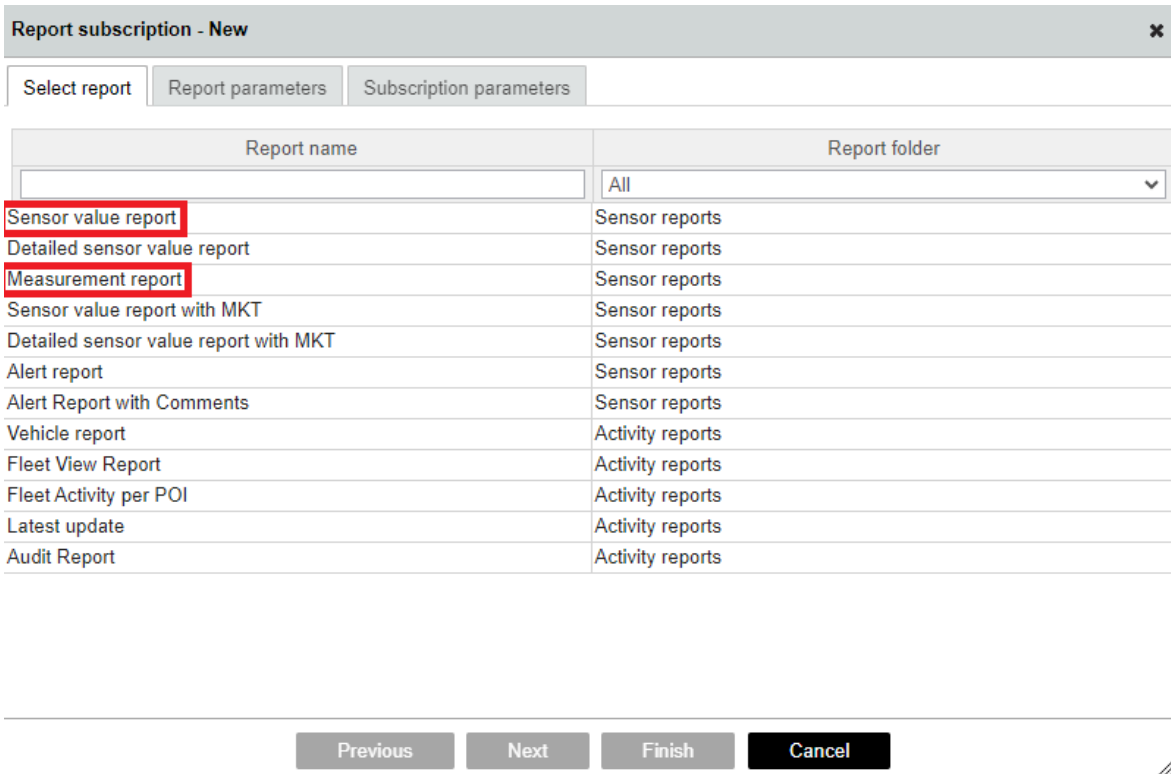 Report subscription - New
Select report Report parameters Subscription parameters
Report name Report folder
All
Sensor value report Sensor reports
Detailed sensor value report Sensor reports
Measurement report Sensor reports
Sensor value report with MKT Sensor reports
Detailed sensor value report with MKT Sensor reports
Alert report Sensor reports
Alert Report with Comments Sensor reports
Vehicle report Activity reports
Fleet View Report Activity reports
Fleet Activity per POI Activity reports
Latest update Activity reports
Audit Report Activity reports
Previous Next Finish Cancel